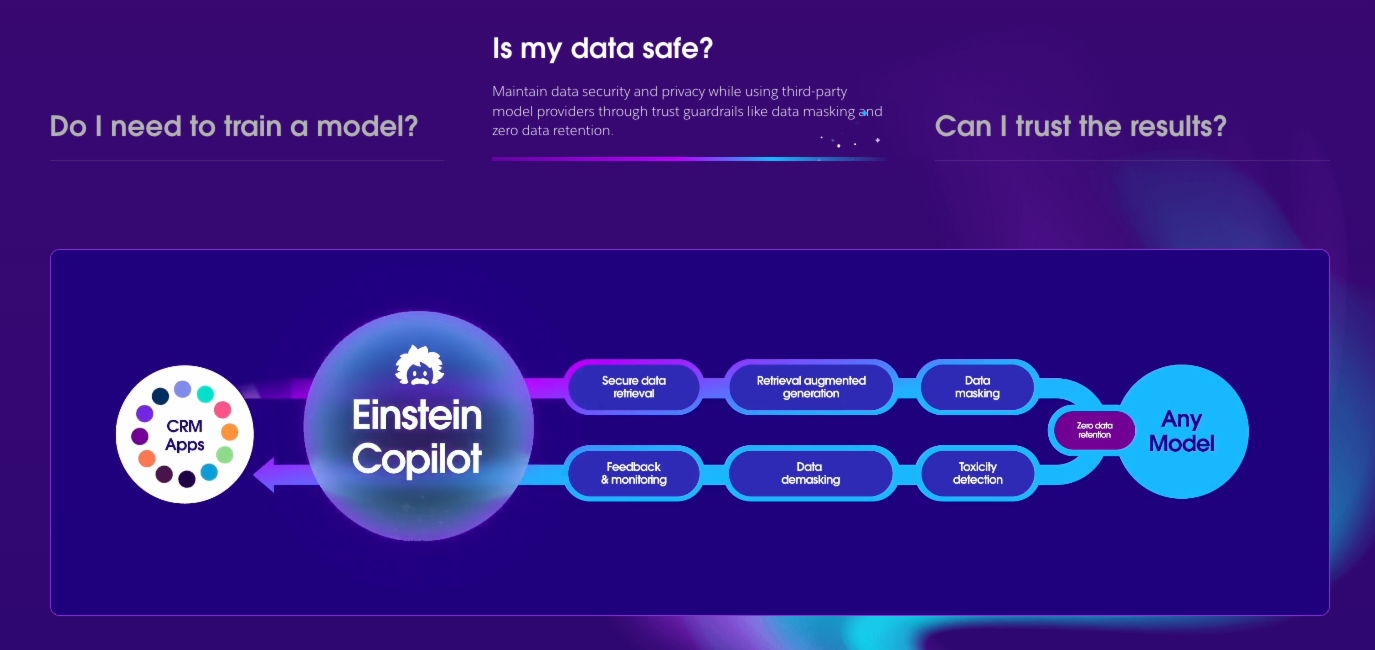 Is my data safe?
Maintain data security and privacy while using third-party
model providers through trust guardrails like data masking and
zero data retention.
Do I need to train a model?
Can I trust the results?
CRM
Apps
Einstein
Copilot
Secure data
retrieval
Retrieval augmented
generation
Data
masking
Zero data
retention
Any
Model
Feedback
& monitoring
Data
demasking
Toxicity
detection